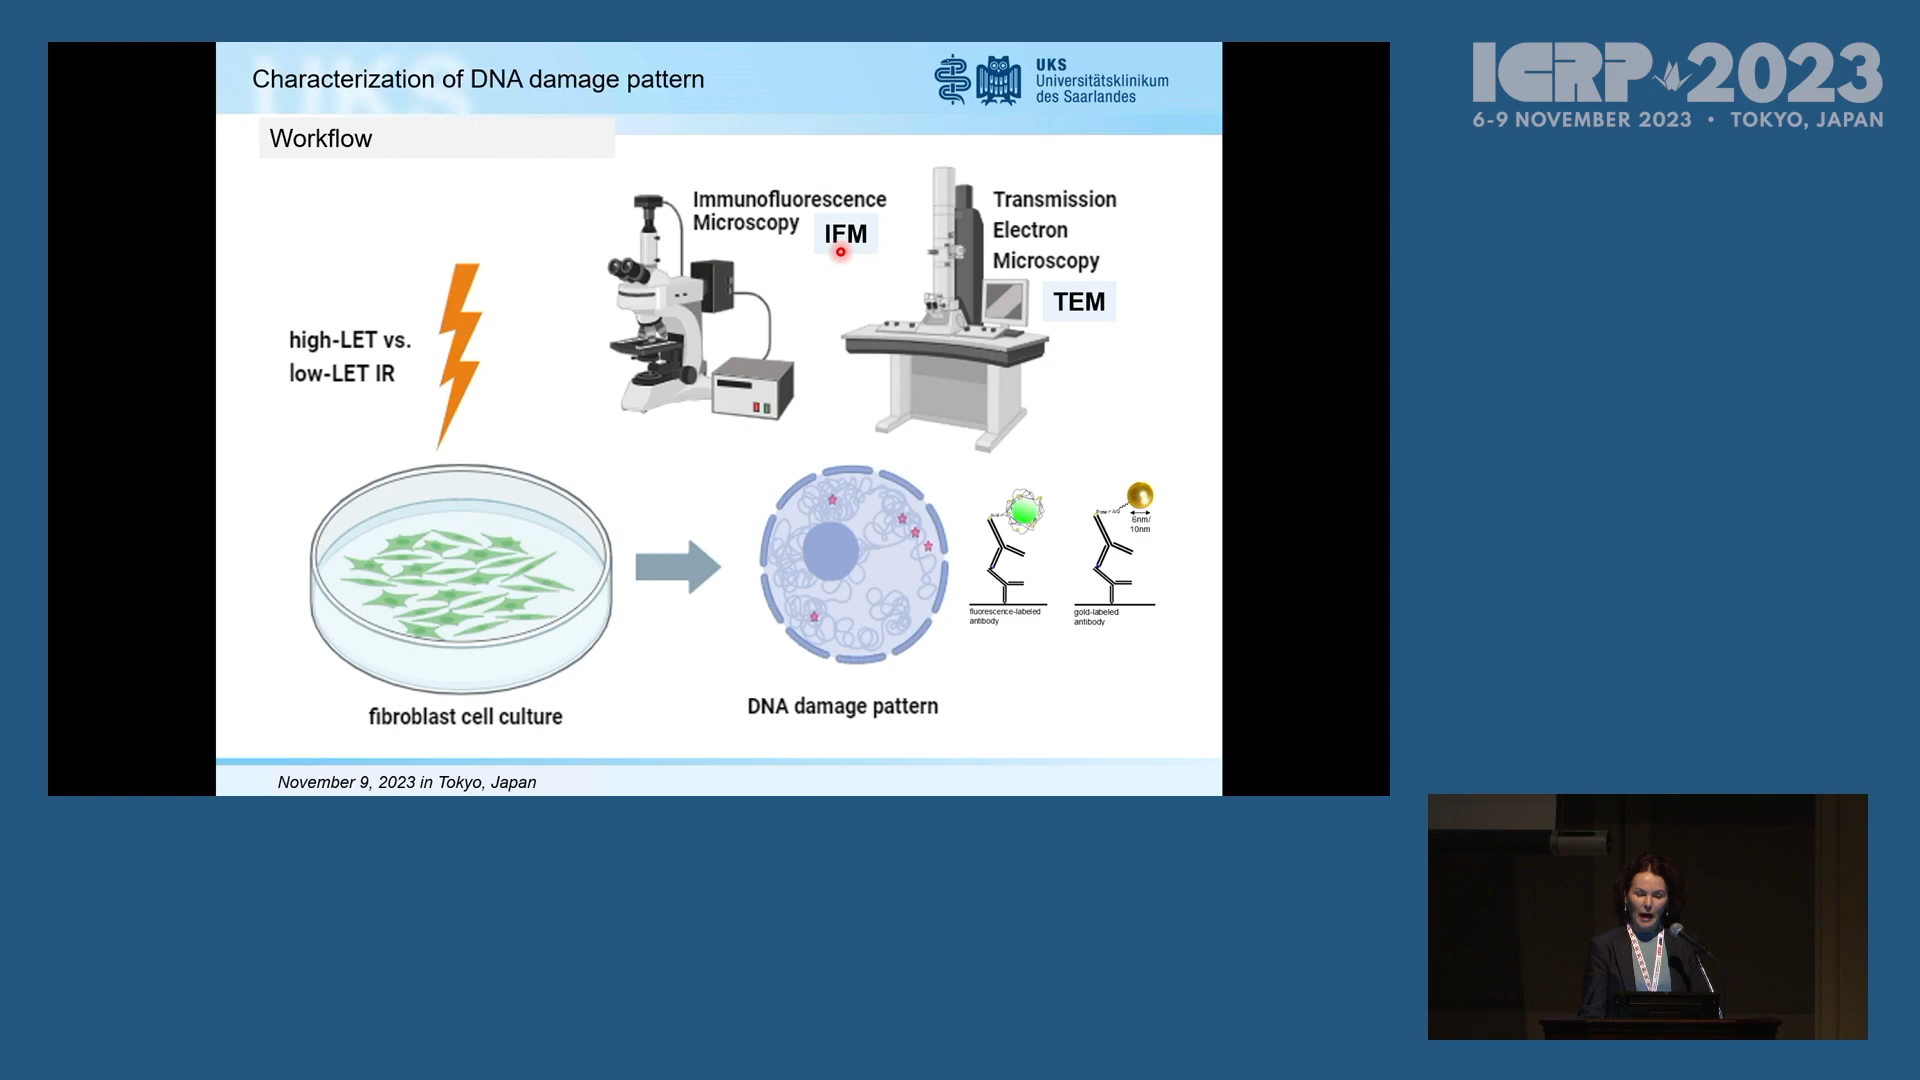 Characterization of DNA damage pattern
UKS
Universitätsklinikum
des Saarlandes
ICRP 2023
6-9 NOVEMBER 2023 • TOKYO, JAPAN
Workflow
Immunofluorescence
Microscopy
IFM
Transmission
Electron
Microscopy
TEM
high-LET vs.
low-LET IR
6nm/
10nm
fluorescence-labeled
antibody
gold-labeled
antibody
fibroblast cell culture
DNA damage pattern
November 9, 2023 in Tokyo, Japan